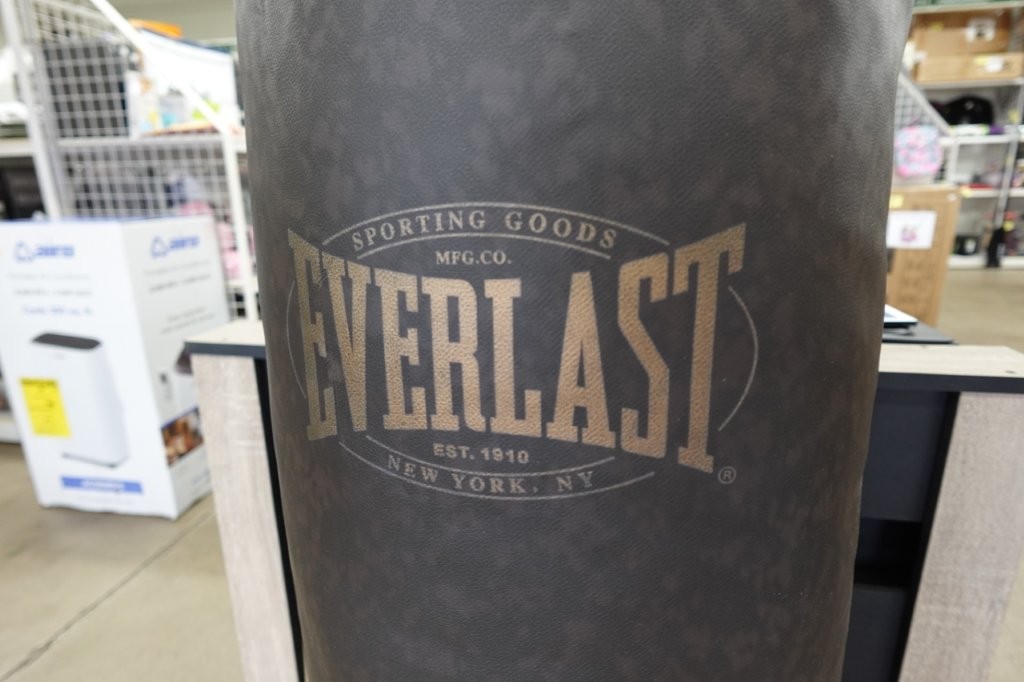 SPORTING GOODS
MFG.CO.
EVERLAST
EST. 1910
NEW YORK, NY
®